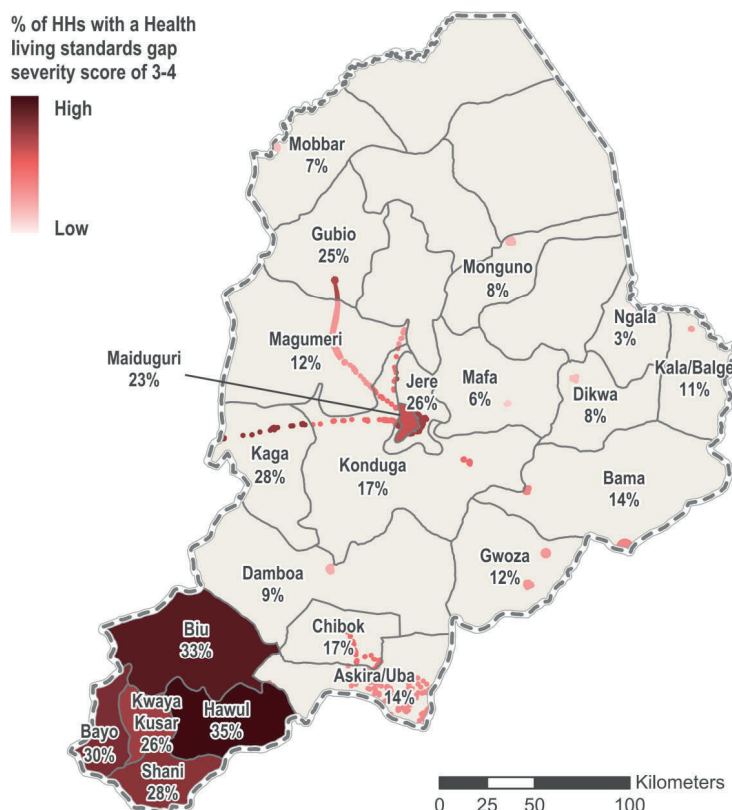 % of HHs with a Health
living standards gap
severity score of 3-4
High
Low
Mobbar
7%
Gubio
25%
Monguno
8%
Ngala
3%
Magumeri
12%
Maiduguri
23%
Jere
26%
Mafa
6%
Dikwa
8%
Kala/Balge
11%
Kaga
28%
Konduga
17%
Bama
14%
Gwoza
12%
Damboa
9%
Chibok
17%
Askira/Uba
14%
Biu
33%
Kwaya
Kusar
26%
Hawul
35%
Bayo
30%
Shani
28%
Kilometers
0 25 50 100